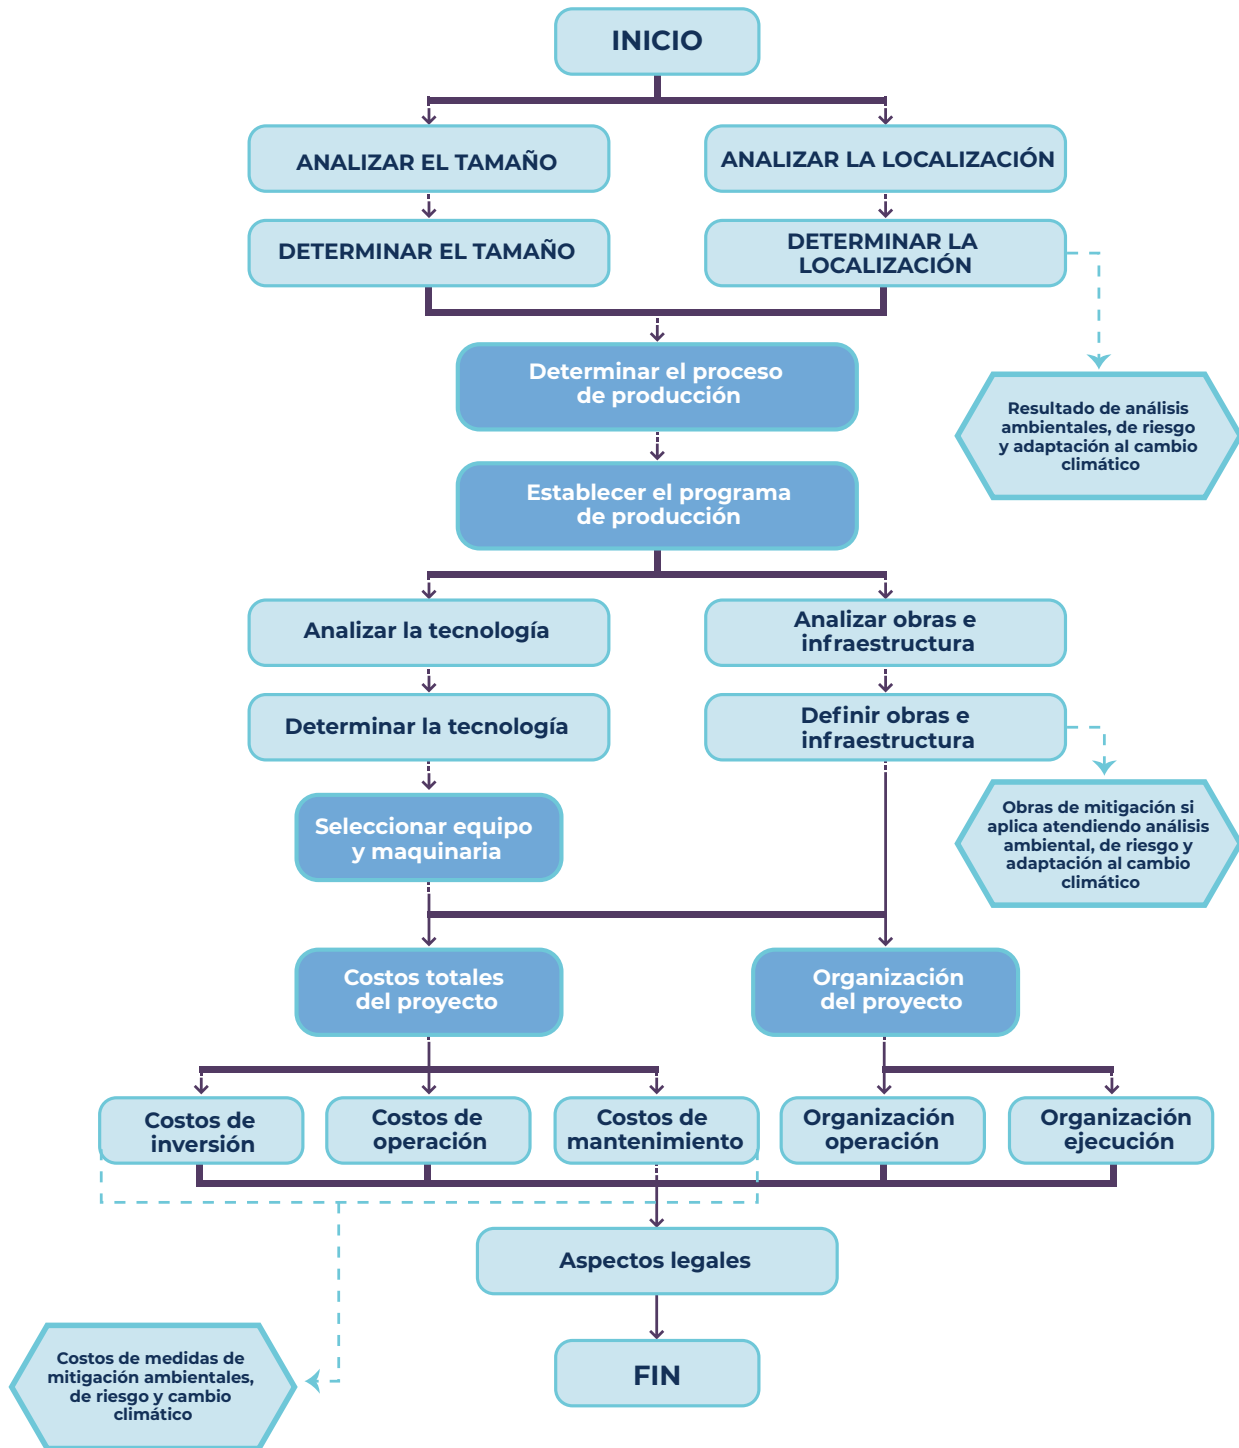 INICIO
ANALIZAR EL TAMAÑO
ANALIZAR LA LOCALIZACIÓN
DETERMINAR EL TAMAÑO
DETERMINAR LA
LOCALIZACIÓN
Determinar el proceso
de producción
Resultado de análisis
ambientales, de riesgo
y adaptación al cambio
climático
Establecer el programa
de producción
Analizar la tecnología
Analizar obras e
infraestructura
Determinar la tecnología
Definir obras e
infraestructura
Seleccionar equipo
y maquinaria
Obras de mitigación si
aplica atendiendo análisis
ambiental, de riesgo y
adaptación al cambio
climático
Costos totales
del proyecto
Organización
del proyecto
Costos de
inversión
Costos de
operación
Costos de
mantenimiento
Organización
operación
Organización
ejecución
Aspectos legales
Costos de medidas de
mitigación ambientales,
de riesgo y cambio
climático
FIN